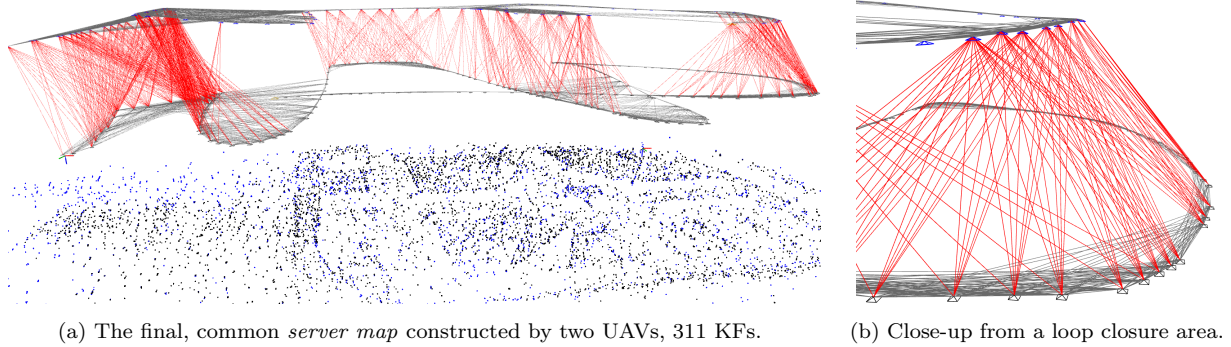 (a) The final, common server map constructed by two UAVs, 311 KFs.
(b) Close-up from a loop closure area.